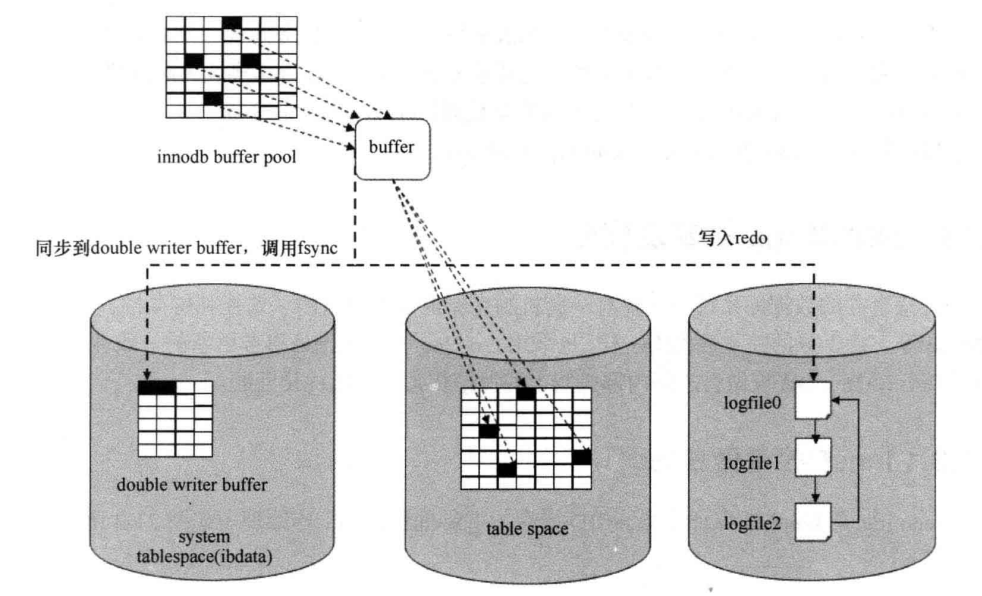 innodb buffer pool
buffer
同步到double writer buffer，调用fsync
写入redo
double writer buffer
system
tablespace(ibdata)
table space
logfile0
logfile1
logfile2